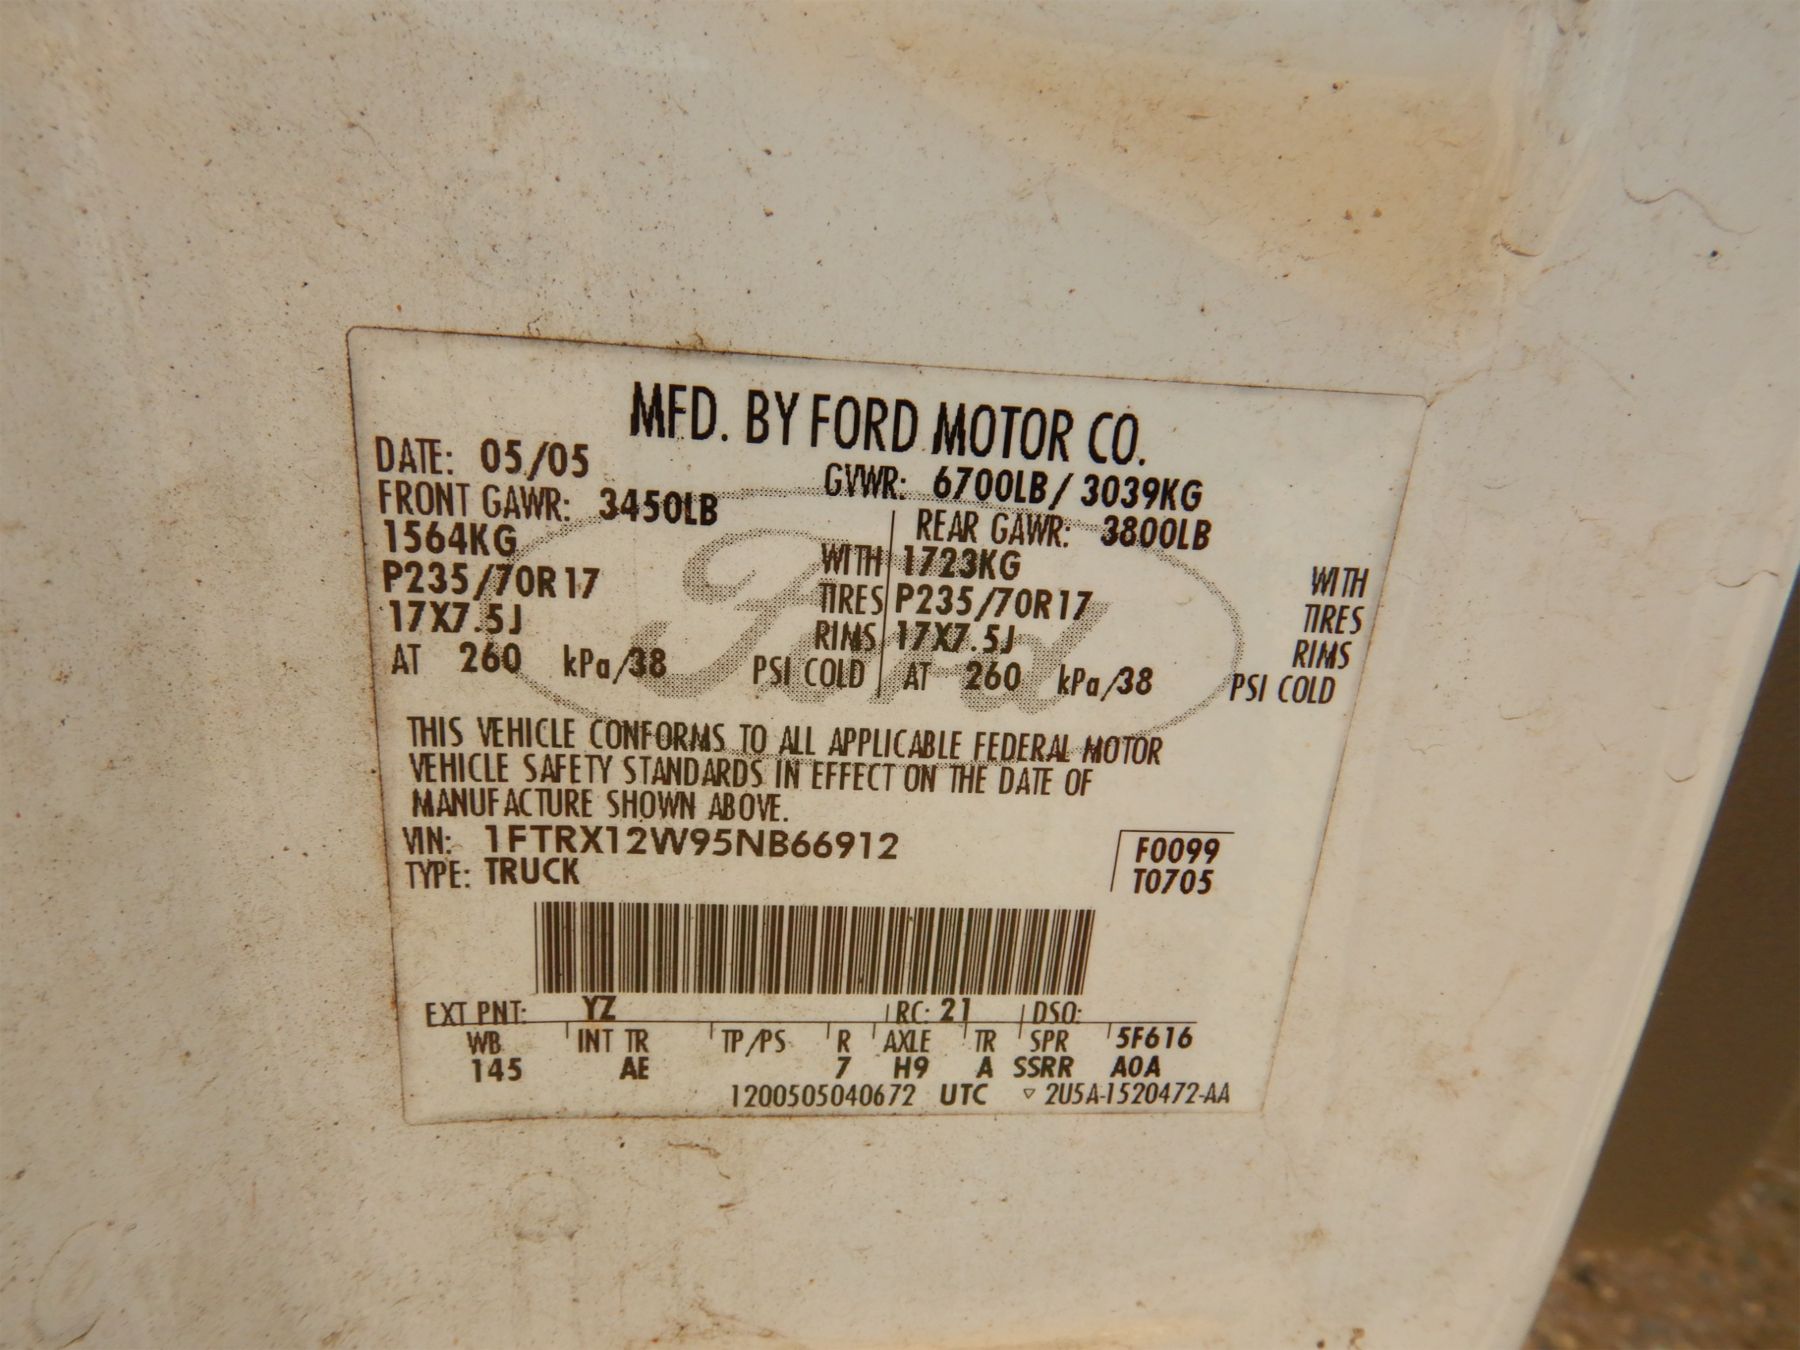 MFD. BY FORD MOTOR CO.
DATE: 05/05 GVWR: 6700LB/ 3039KG
FRONT GAWR: 3450LB REAR GAWR: 3800LB
1564KG WITH 1723KG WITH
P235/70R17 TIRES P235/70R17 TIRES
17X7.5J RIMS 17X7.5J RIMS
AT 260 kPa/38 PSI COLD AT 260 kPa/38 PSI COLD
Ford
THIS VEHICLE CONFORMS TO ALL APPLICABLE FEDERAL MOTOR
VEHICLE SAFETY STANDARDS IN EFFECT ON THE DATE OF
MANUFACTURE SHOWN ABOVE.
VIN: 1FTRX12W95NB66912 F0099
TYPE: TRUCK T0705
EXT PNT: YZ RC: 21 DSO:
WB INT TR TP/PS R AXLE TR SPR 5F616
145 AE 7 H9 A SSRR A0A
1200505040672 UTC ▽ 2U5A-1520472-AA